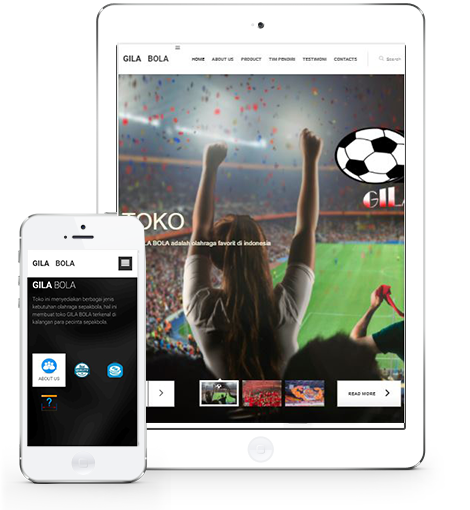 GILA BOLA
HOME ABOUT US PRODUCT TIM PENDIRI TESTIMONI CONTACTS Search
GIL
TOKO
LA BOLA adalah olahraga favorit di indonesia
READ MORE
GILA BOLA
GILA BOLA
Toko ini menyediakan berbagai jenis
kebutuhan olahraga sepakbola, hal ini
membuat toko GILA BOLA terkenal di
kalangan para pecinta sepakbola.
ABOUT US